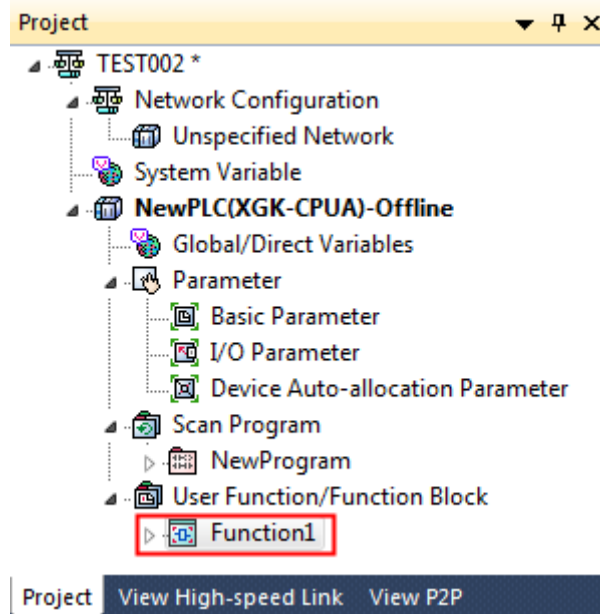 Project
TEST002 *
Network Configuration
Unspecified Network
System Variable
NewPLC(XGK-CPUA)-Offline
Global/Direct Variables
Parameter
Basic Parameter
I/O Parameter
Device Auto-allocation Parameter
Scan Program
NewProgram
User Function/Function Block
Function1
Project View High-speed Link View P2P